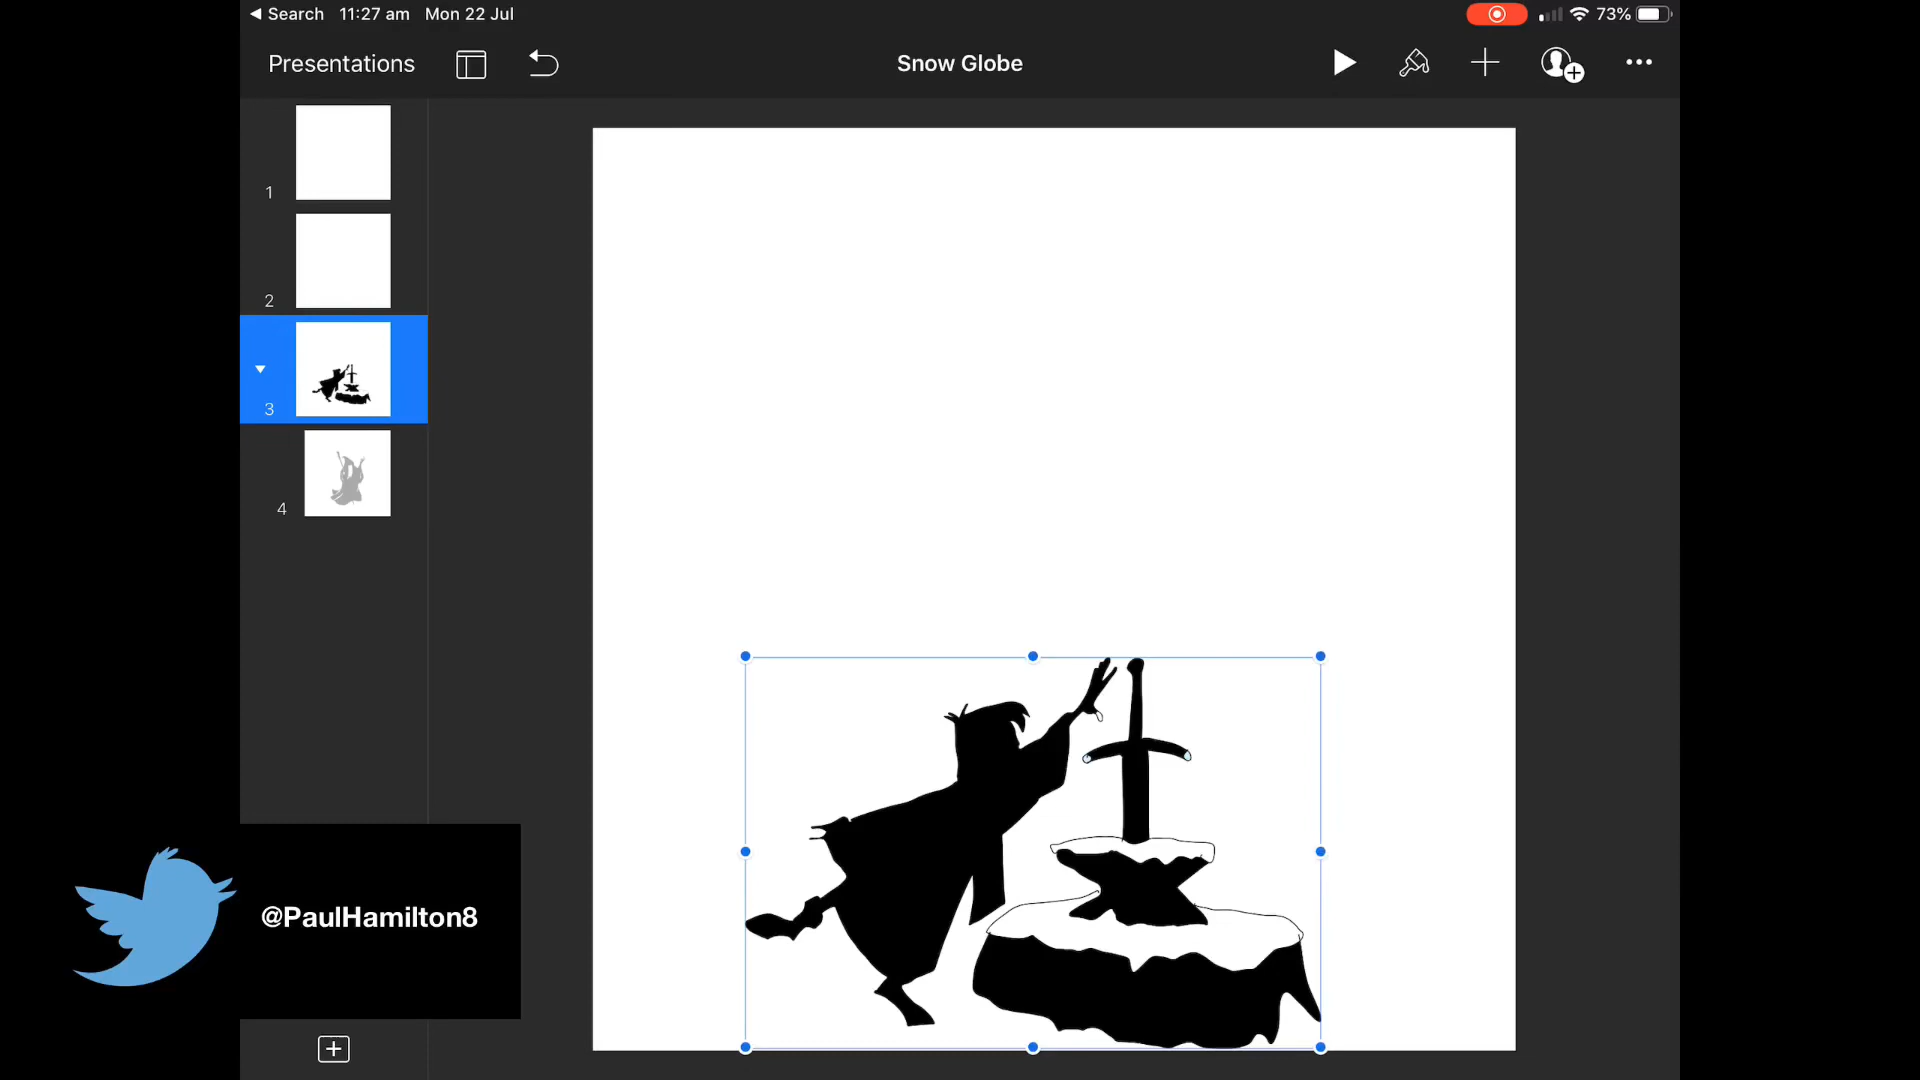 Search 11:27 am Mon 22 Jul
73%
Presentations
Snow Globe
1
2
3
4
@PaulHamilton8